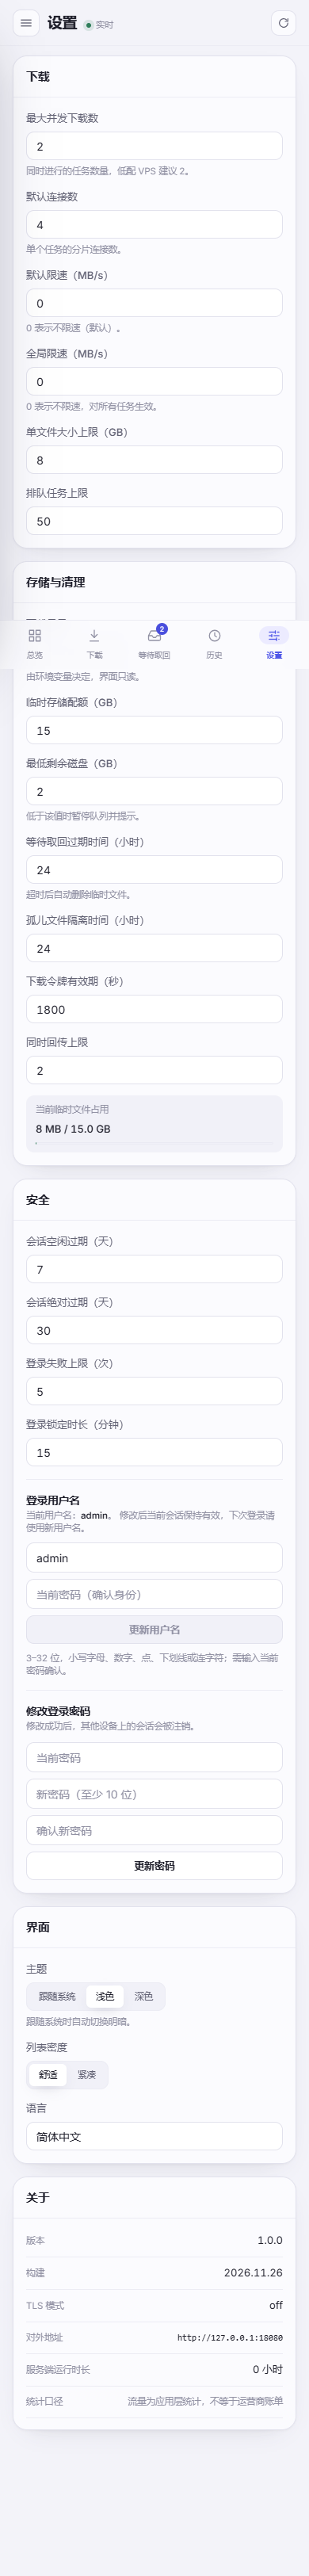 设置 实时
下载
最大并发下载数
2
同时进行的任务数量，低配 VPS 建议 2。
默认连接数
4
单个任务的分片连接数。
默认限速（MB/s）
0
0 表示不限速（默认）。
全局限速（MB/s）
0
0 表示不限速，对所有任务生效。
单文件大小上限（GB）
8
排队任务上限
50
存储与清理
2
总览 下载 等待取回 历史 设置
由环境变量决定，界面只读。
临时存储配额（GB）
15
最低剩余磁盘（GB）
2
低于该值时暂停队列并提示。
等待取回过期时间（小时）
24
超时后自动删除临时文件。
孤儿文件隔离时间（小时）
24
下载令牌有效期（秒）
1800
同时回传上限
2
当前临时文件占用
8 MB / 15.0 GB
安全
会话空闲过期（天）
7
会话绝对过期（天）
30
登录失败上限（次）
5
登录锁定时长（分钟）
15
登录用户名
当前用户名：admin。 修改后当前会话保持有效，下次登录请
使用新用户名。
admin
当前密码（确认身份）
更新用户名
3–32 位，小写字母、数字、点、下划线或连字符；需输入当前
密码确认。
修改登录密码
修改成功后，其他设备上的会话会被注销。
当前密码
新密码（至少 10 位）
确认新密码
更新密码
界面
主题
跟随系统 浅色 深色
跟随系统时自动切换明暗。
列表密度
舒适 紧凑
语言
简体中文
关于
版本 1.0.0
构建 2026.11.26
TLS 模式 off
对外地址 http://127.0.0.1:18080
服务端运行时长 0 小时
统计口径 流量为应用层统计，不等于运营商账单